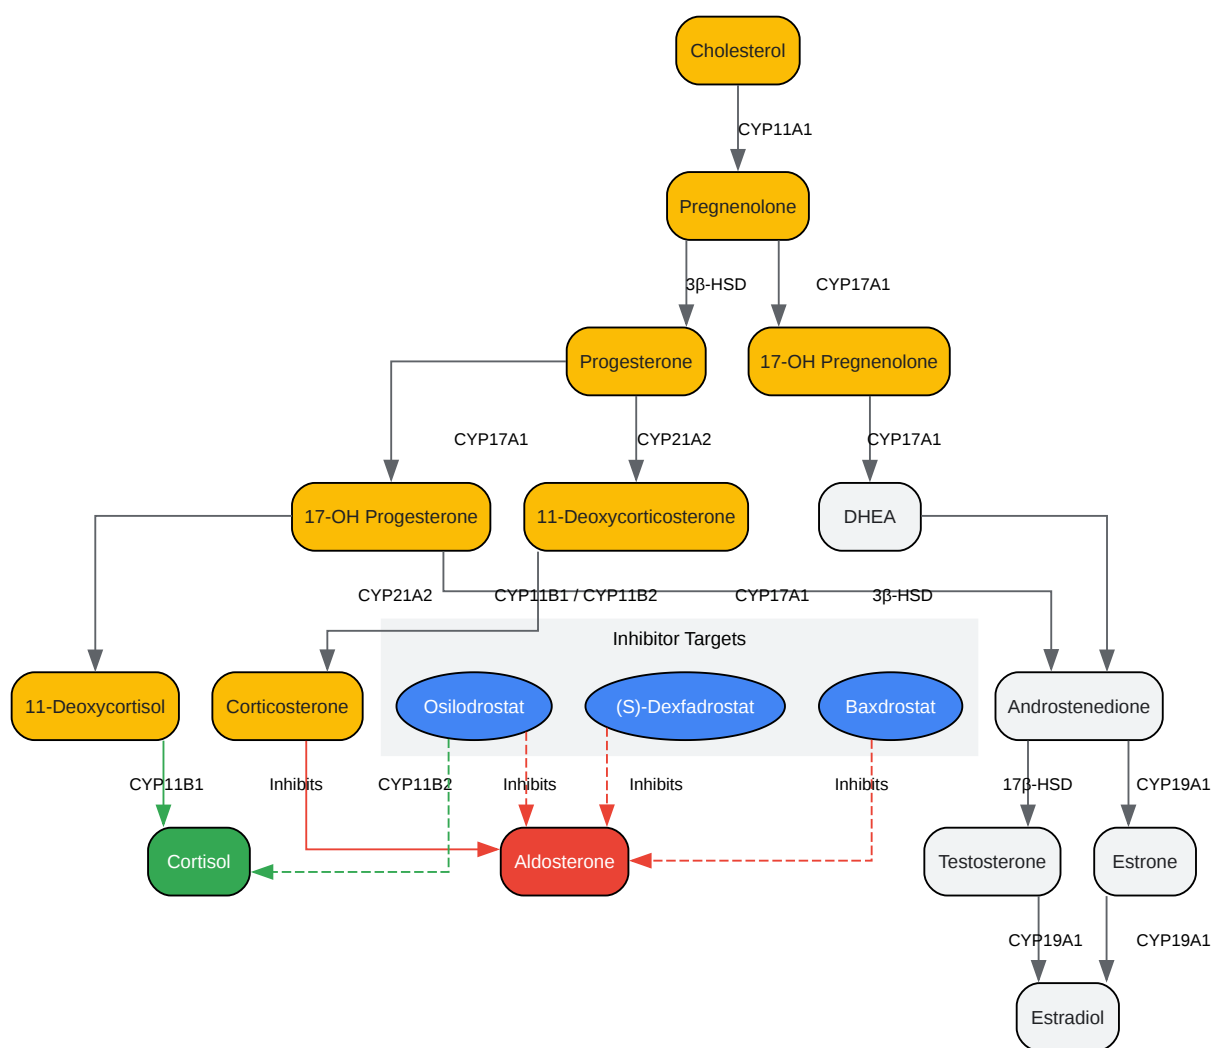 Cholesterol
CYP11A1
Pregnenolone
3β-HSD
CYP17A1
Progesterone
17-OH Pregnenolone
CYP17A1
CYP21A2
CYP17A1
17-OH Progesterone
11-Deoxycorticosterone
DHEA
CYP21A2
CYP11B1 / CYP11B2
CYP17A1
3β-HSD
Inhibitor Targets
11-Deoxycortisol
Corticosterone
Osilodrostat
(S)-Dexfadrostat
Baxdrostat
Androstenedione
CYP11B1
Inhibits
CYP11B2
Inhibits
Inhibits
Inhibits
17β-HSD
CYP19A1
Cortisol
Aldosterone
Testosterone
Estrone
CYP19A1
CYP19A1
Estradiol